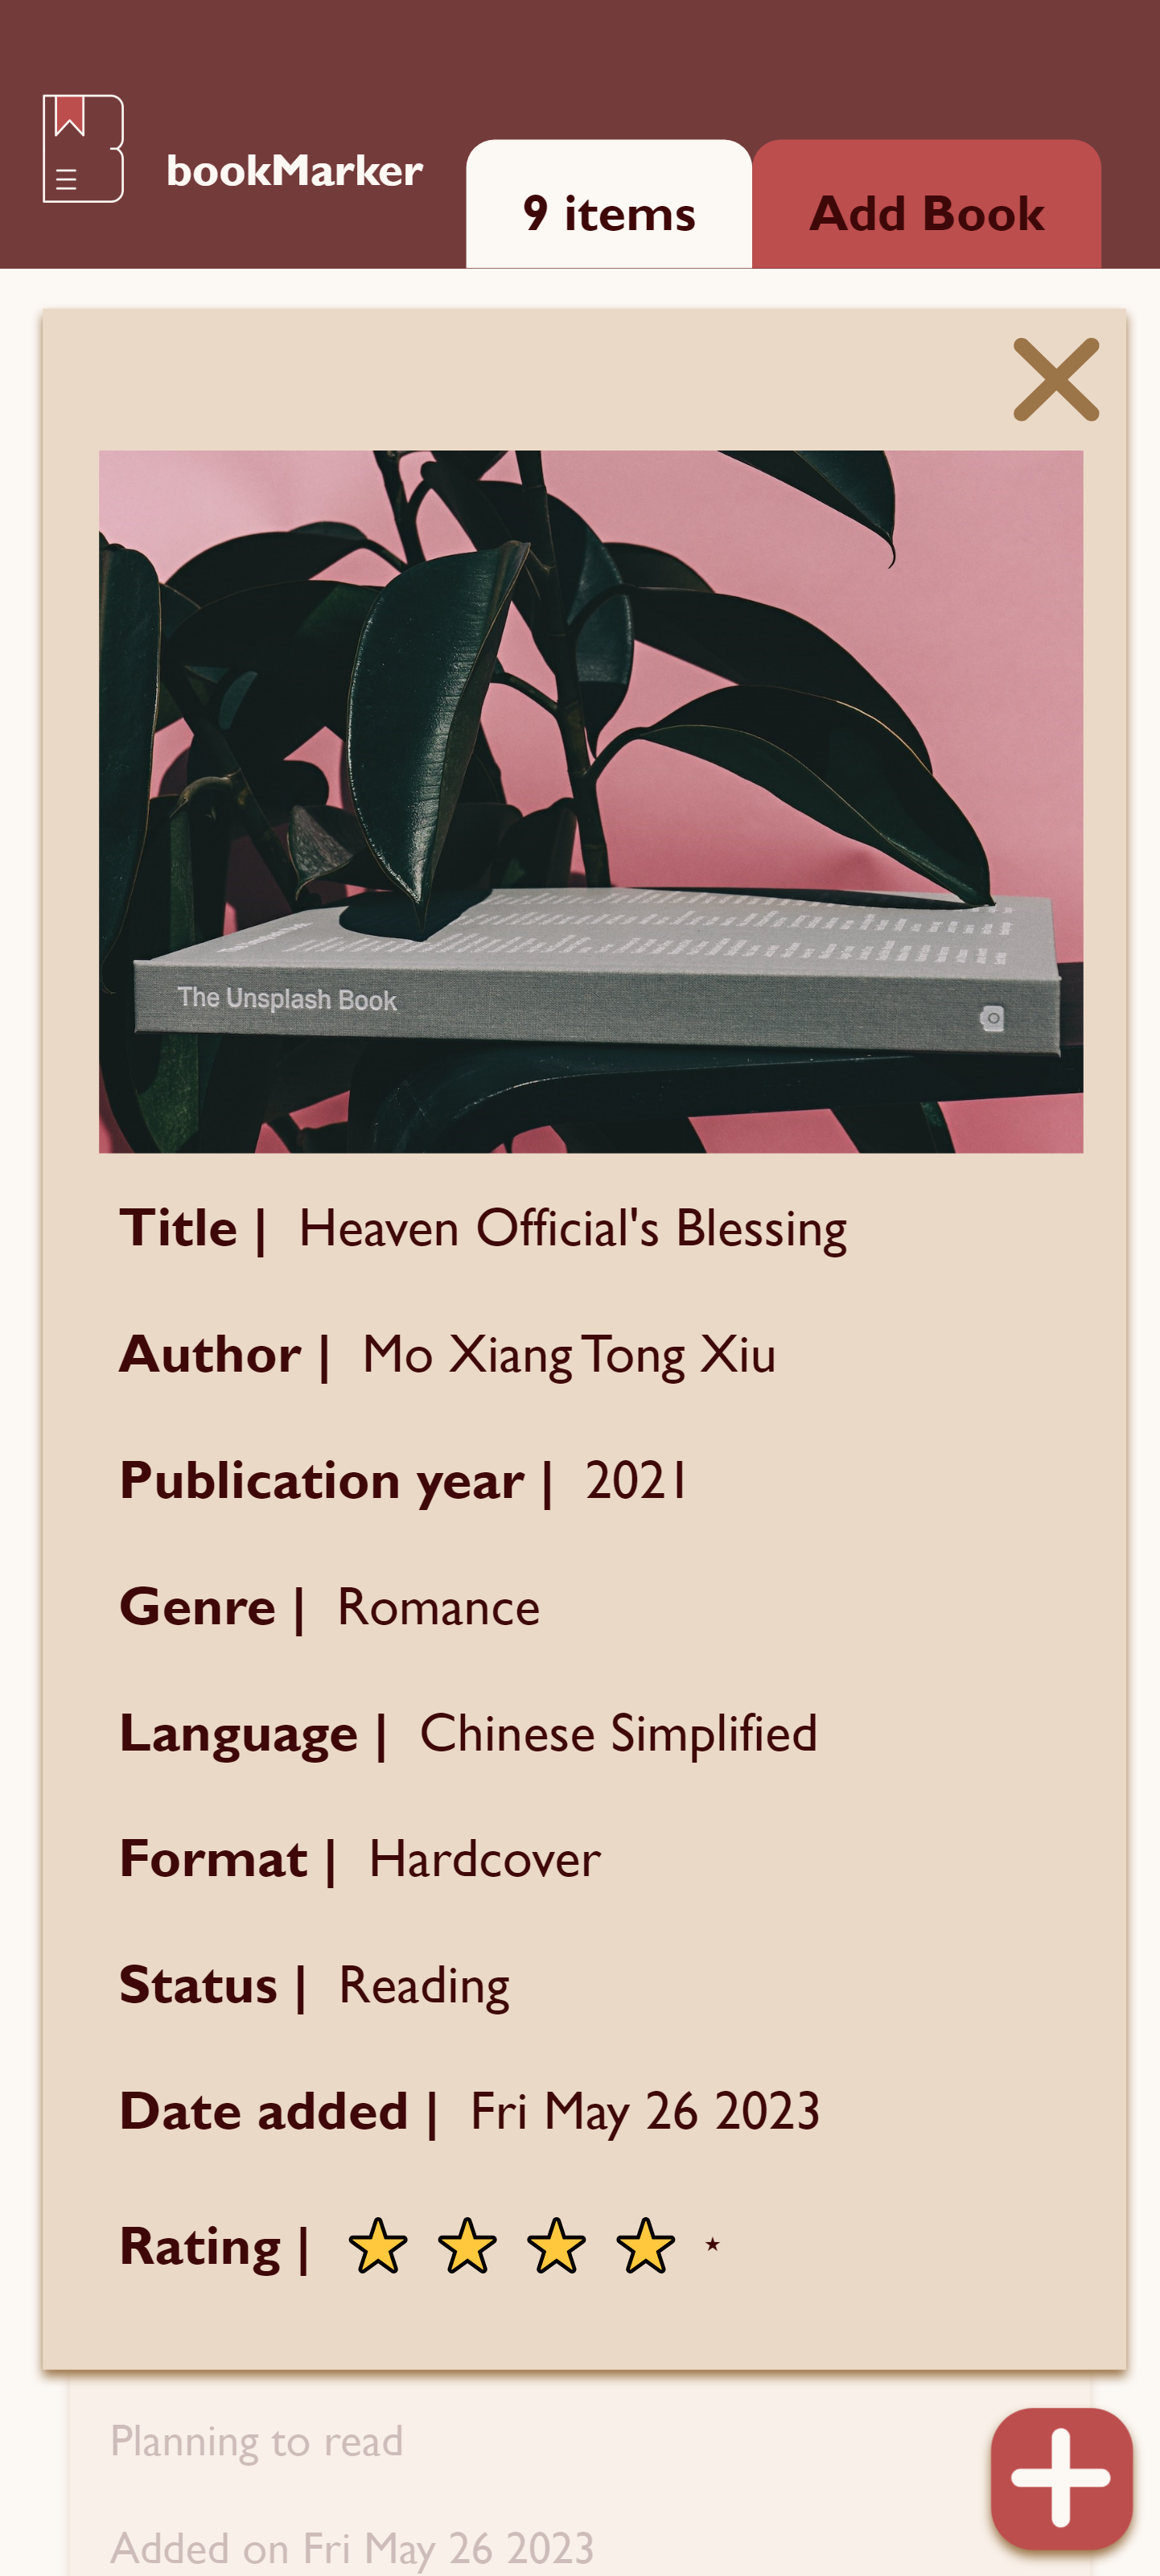 bookMarker
9 items
Add Book
The Unsplash Book
Title | Heaven Official's Blessing
Author | Mo Xiang Tong Xiu
Publication year | 2021
Genre | Romance
Language | Chinese Simplified
Format | Hardcover
Status | Reading
Date added | Fri May 26 2023
Rating | ⭐ ⭐ ⭐ ⭐ ★
Planning to read
Added on Fri May 26 2023